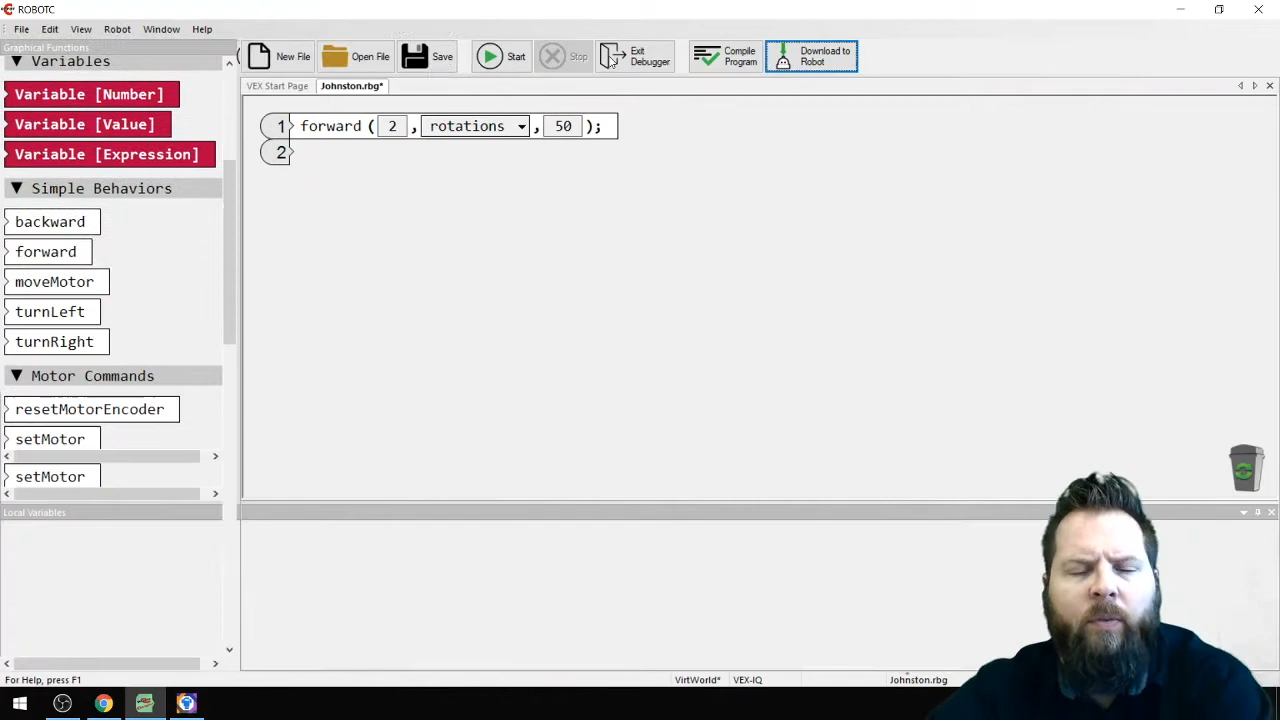 ROBOTC
File Edit View Robot Window Help
Graphical Functions
New File Open File Save Start Stop Exit Debugger Compile Program Download to Robot
VEX Start Page Johnston.rbg*
Variables
Variable [Number]
Variable [Value]
Variable [Expression]
Simple Behaviors
backward
forward
moveMotor
turnLeft
turnRight
Motor Commands
resetMotorEncoder
setMotor
setMotor
1 forward ( 2 , rotations , 50 );
2
Local Variables
For Help, press F1
VirtWorld* VEX-IQ Johnston.rbg